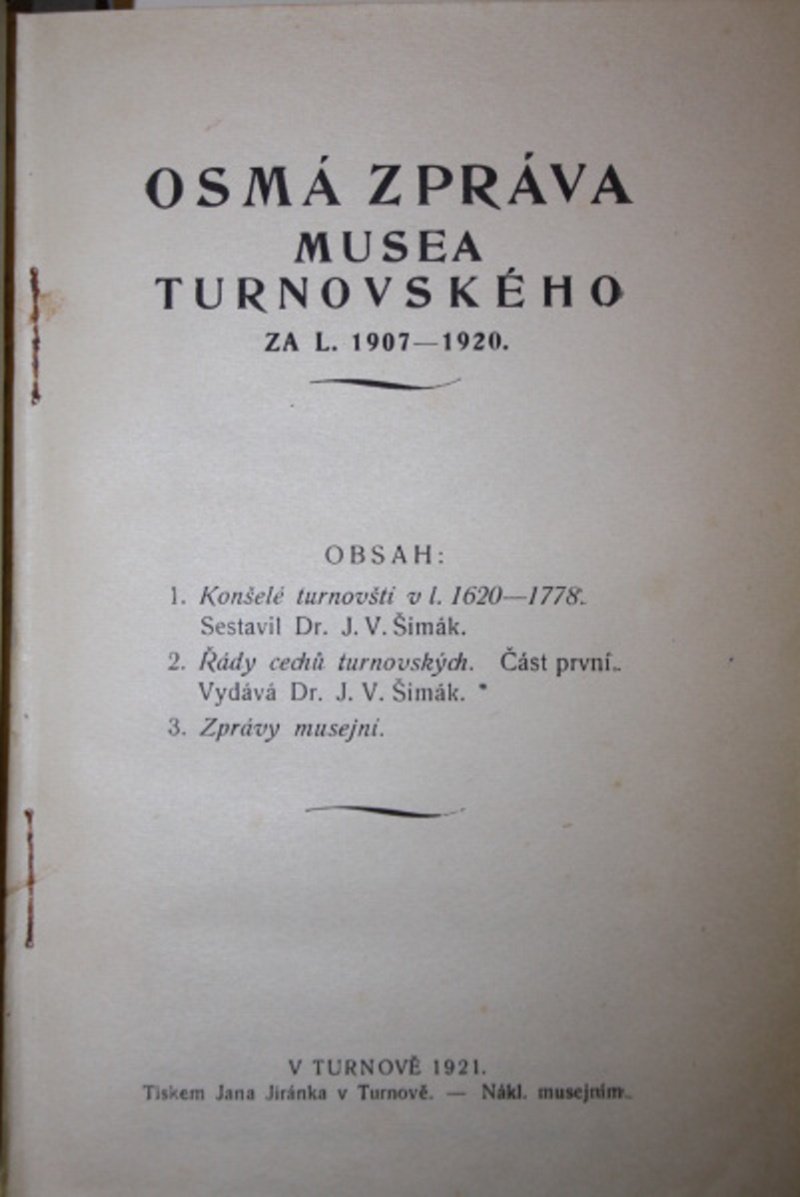 OSMÁ ZPRÁVA
MUSEA
TURNOVSKÉHO
ZA L. 1907—1920.
OBSAH:
1. Konšelé turnovští v l. 1620—1778.
Sestavil Dr. J. V. Šimák.
2. Řády cechů turnovských. Část první.
Vydává Dr. J. V. Šimák.
3. Zprávy musejní.
V TURNOVĚ 1921.
Tiskem Jana Jiránka v Turnově. — Nákl. musejním.